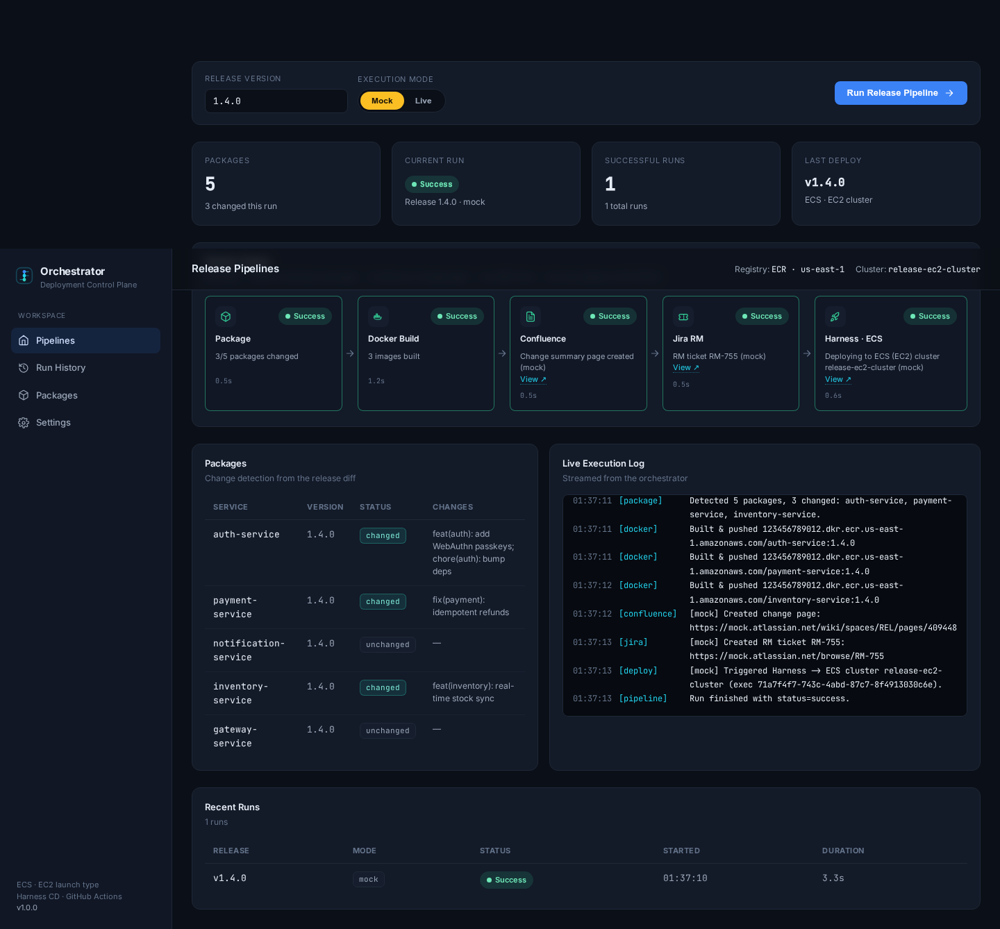 RELEASE VERSION
EXECUTION MODE
1.4.0
Mock
Live
Run Release Pipeline →
PACKAGES
5
3 changed this run
CURRENT RUN
Success
Release 1.4.0 · mock
SUCCESSFUL RUNS
1
1 total runs
LAST DEPLOY
v1.4.0
ECS · EC2 cluster
Orchestrator
Deployment Control Plane
WORKSPACE
Pipelines
Run History
Packages
Settings
ECS · EC2 launch type
Harness CD · GitHub Actions
v1.0.0
Release Pipelines
Registry: ECR · us-east-1
Cluster: release-ec2-cluster
Success
Package
3/5 packages changed
0.5s
→
Success
Docker Build
3 images built
1.2s
→
Success
Confluence
Change summary page created
(mock)
View ↗
0.5s
→
Success
Jira RM
RM ticket RM-755 (mock)
View ↗
0.5s
→
Success
Harness · ECS
Deploying to ECS (EC2) cluster
release-ec2-cluster (mock)
View ↗
0.6s
Packages
Change detection from the release diff
SERVICE VERSION STATUS CHANGES
auth-service 1.4.0 changed feat(auth): add
WebAuthn passkeys;
chore(auth): bump
deps
payment- 1.4.0 changed fix(payment):
service idempotent refunds
notification- 1.4.0 unchanged —
service
inventory- 1.4.0 changed feat(inventory): real-
service time stock sync
gateway- 1.4.0 unchanged —
service
Live Execution Log
Streamed from the orchestrator
01:37:11 [package] Detected 5 packages, 3 changed: auth-service, payment-
service, inventory-service.
01:37:11 [docker] Built & pushed 123456789012.dkr.ecr.us-east-
1.amazonaws.com/auth-service:1.4.0
01:37:11 [docker] Built & pushed 123456789012.dkr.ecr.us-east-
1.amazonaws.com/payment-service:1.4.0
01:37:12 [docker] Built & pushed 123456789012.dkr.ecr.us-east-
1.amazonaws.com/inventory-service:1.4.0
01:37:12 [confluence] [mock] Created change page:
https://mock.atlassian.net/wiki/spaces/REL/pages/409448
01:37:13 [jira] [mock] Created RM ticket RM-755:
https://mock.atlassian.net/browse/RM-755
01:37:13 [deploy] [mock] Triggered Harness → ECS cluster release-ec2-
cluster (exec 71a7f4f7-743c-4abd-87c7-8f4913030c6e).
01:37:13 [pipeline] Run finished with status=success.
Recent Runs
1 runs
RELEASE MODE STATUS STARTED DURATION
v1.4.0 mock Success 01:37:10 3.3s